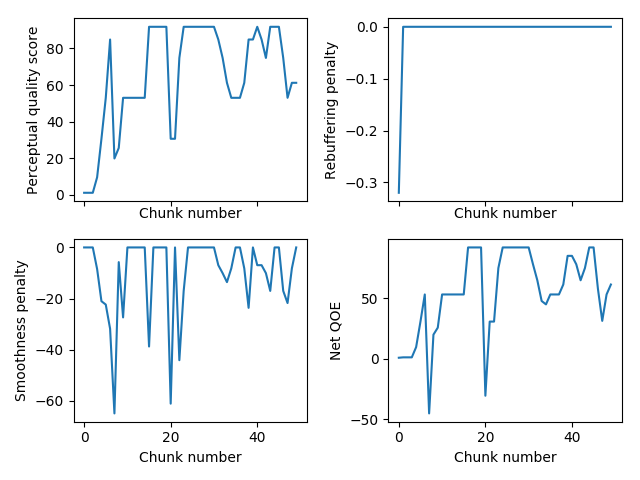 Perceptual quality score
80
60
40
20
0
Chunk number
Rebuffering penalty
0.0
−0.1
−0.2
−0.3
Chunk number
Smoothness penalty
0
−20
−40
−60
0 20 40
Chunk number
Net QOE
50
0
−50
0 20 40
Chunk number